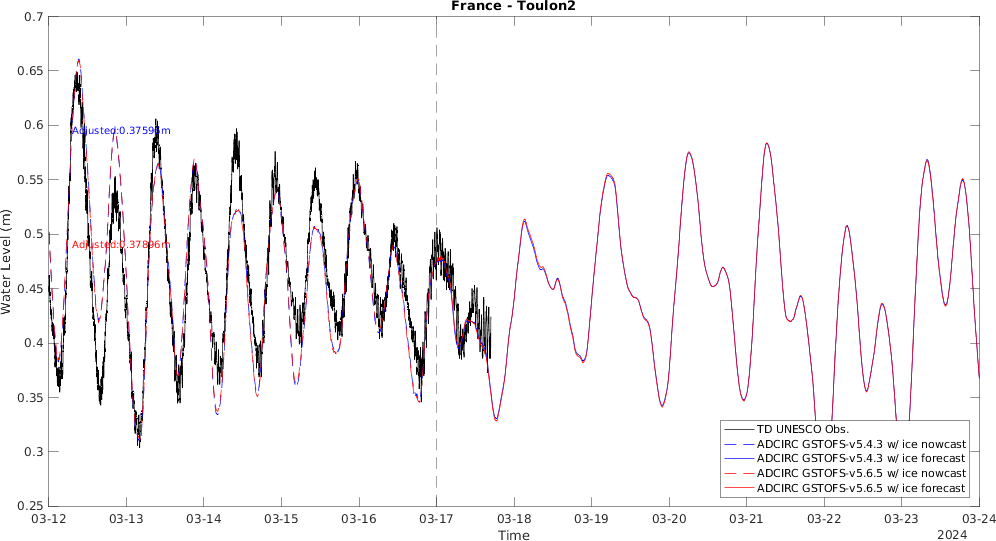 France - Toulon2
Water Level (m)
0.7
0.65
0.6
0.55
0.5
0.45
0.4
0.35
0.3
0.25
Adjusted:0.37896m
TD UNESCO Obs.
ADCIRC GSTOFS-v5.4.3 w/ ice nowcast
ADCIRC GSTOFS-v5.4.3 w/ ice forecast
ADCIRC GSTOFS-v5.6.5 w/ ice nowcast
ADCIRC GSTOFS-v5.6.5 w/ ice forecast
03-12 03-13 03-14 03-15 03-16 03-17 03-18 03-19 03-20 03-21 03-22 03-23 03-24
Time
2024